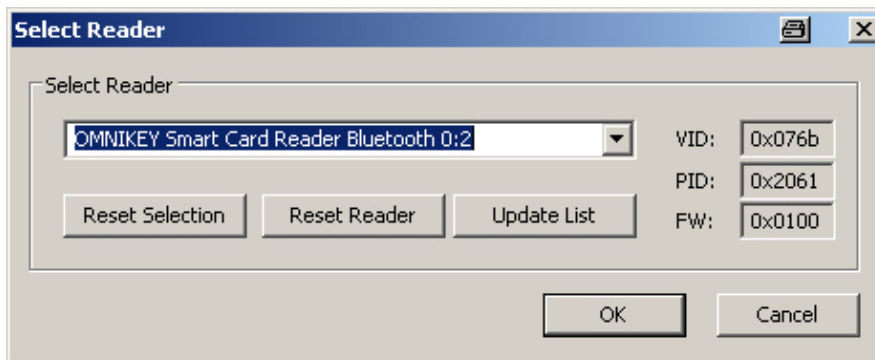 Select Reader
Select Reader
OMNIKEY Smart Card Reader Bluetooth 0:2
VID: 0x076b
PID: 0x2061
FW: 0x0100
Reset Selection Reset Reader Update List
OK Cancel